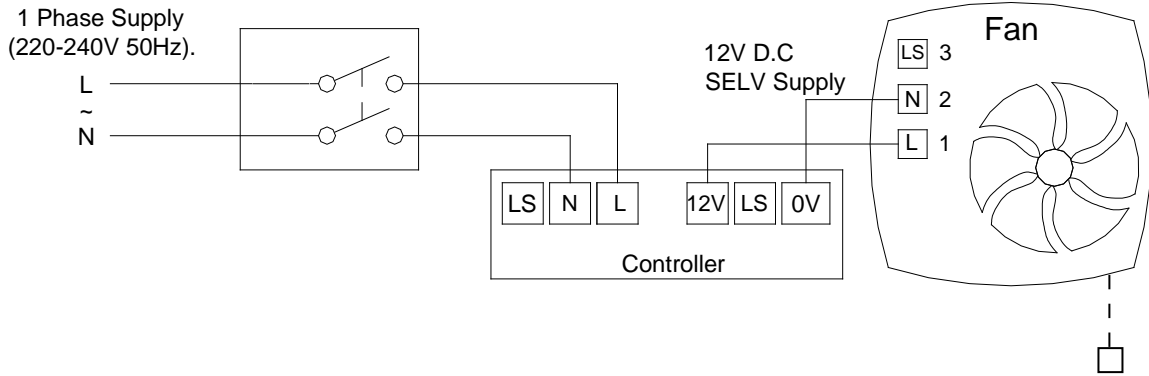 1 Phase Supply
(220-240V 50Hz).
L
~
N
12V D.C
SELV Supply
Fan
LS 3
N 2
L 1
LS N L 12V LS 0V
Controller